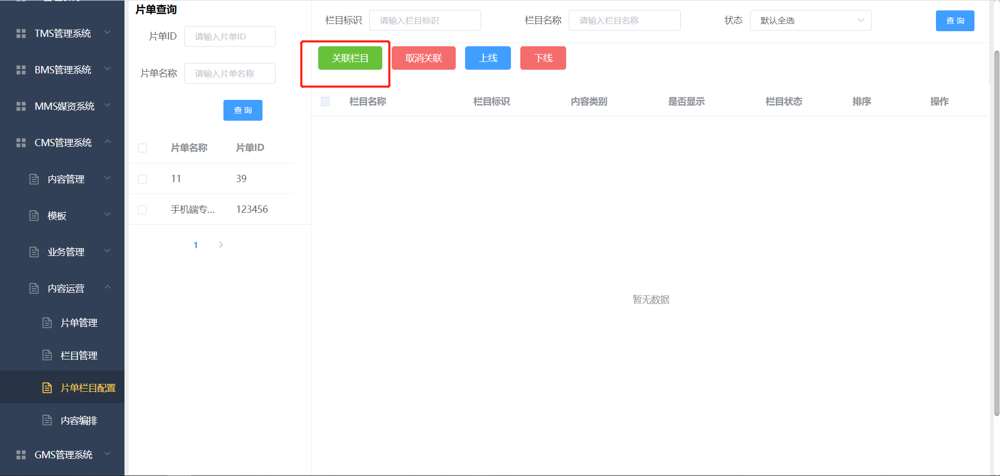 TMS管理系统
BMS管理系统
MMS媒资系统
CMS管理系统
内容管理
模板
业务管理
内容运营
片单管理
栏目管理
片单栏目配置
内容编排
GMS管理系统
片单查询
片单ID 请输入片单ID
片单名称 请输入片单名称
查 询
片单名称 片单ID
11 39
手机端专... 123456
1
栏目标识 请输入栏目标识 栏目名称 请输入栏目名称 状态 默认全选 查 询
关联栏目 取消关联 上线 下线
栏目名称 栏目标识 内容类别 是否显示 栏目状态 排序 操作
暂无数据